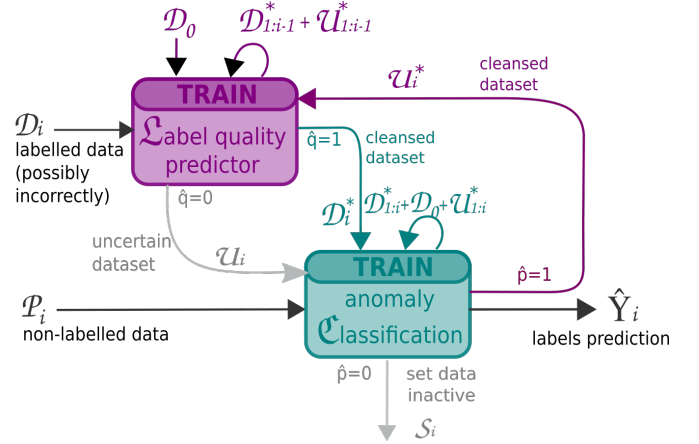 𝒟₀
𝒟*₁:ᵢ₋₁ + 𝒰*₁:ᵢ₋₁
TRAIN
𝔏abel quality
predictor
𝒟ᵢ
labelled data
(possibly
incorrectly)
q̂=1
cleansed
dataset
𝒰ᵢ*
cleansed
dataset
q̂=0
uncertain
dataset
𝒰ᵢ
𝒟ᵢ*
𝒟*₁:ᵢ+𝒟₀+𝒰*₁:ᵢ
TRAIN
anomaly
ℭlassification
p̂=1
𝒫ᵢ
non-labelled data
Ŷᵢ
labels prediction
p̂=0
set data
inactive
𝒮ᵢ